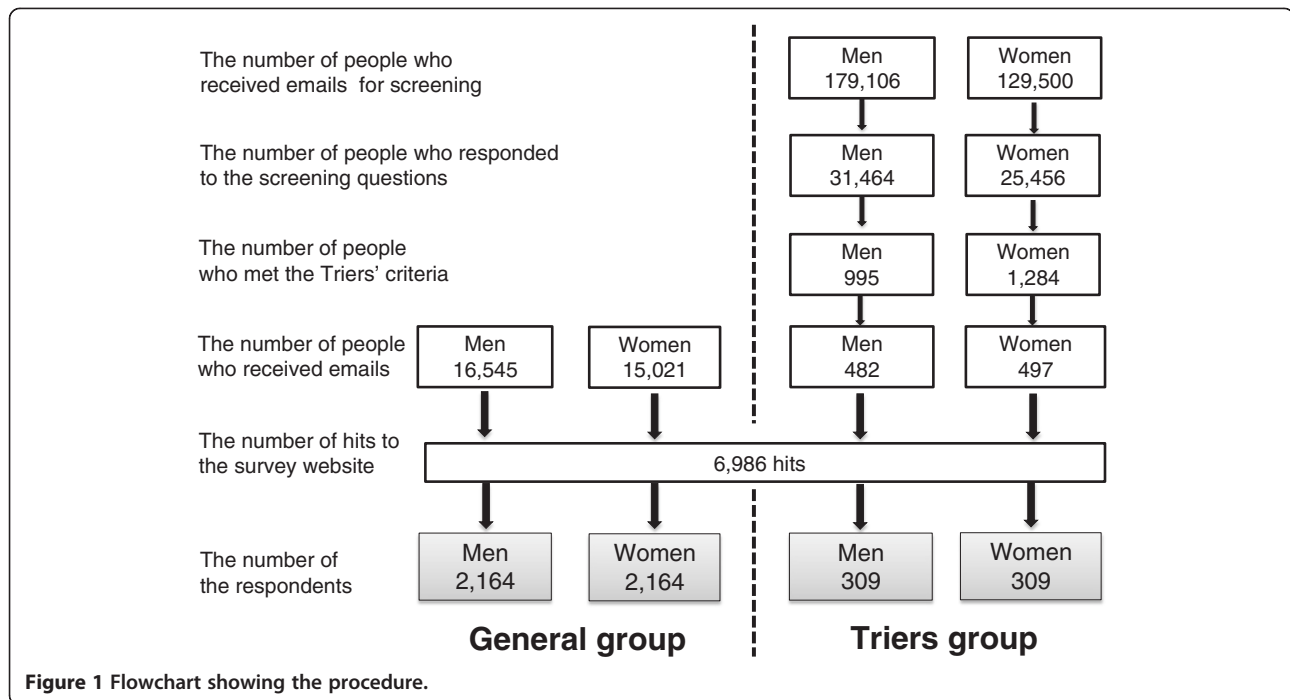 The number of people who
received emails for screening
Men
179,106
Women
129,500
The number of people who responded
to the screening questions
Men
31,464
Women
25,456
The number of people
who met the Triers' criteria
Men
995
Women
1,284
The number of people
who received emails
Men
16,545
Women
15,021
Men
482
Women
497
The number of hits to
the survey website
6,986 hits
The number of
the respondents
Men
2,164
Women
2,164
Men
309
Women
309
General group
Triers group
Figure 1 Flowchart showing the procedure.